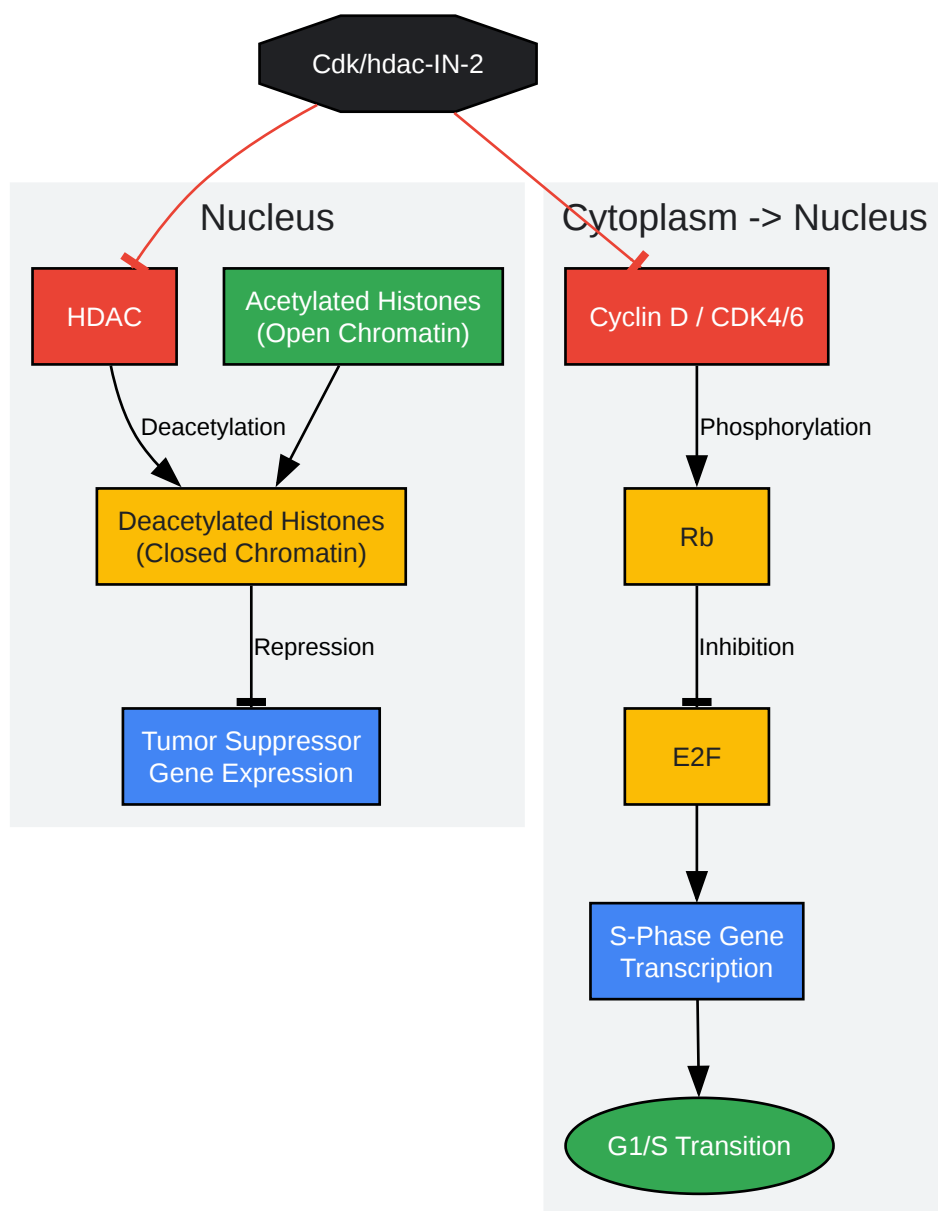 Cdk/hdac-IN-2
Nucleus
HDAC
Acetylated Histones
(Open Chromatin)
Deacetylation
Deacetylated Histones
(Closed Chromatin)
Repression
Tumor Suppressor
Gene Expression
Cytoplasm -> Nucleus
Cyclin D / CDK4/6
Phosphorylation
Rb
Inhibition
E2F
S-Phase Gene
Transcription
G1/S Transition